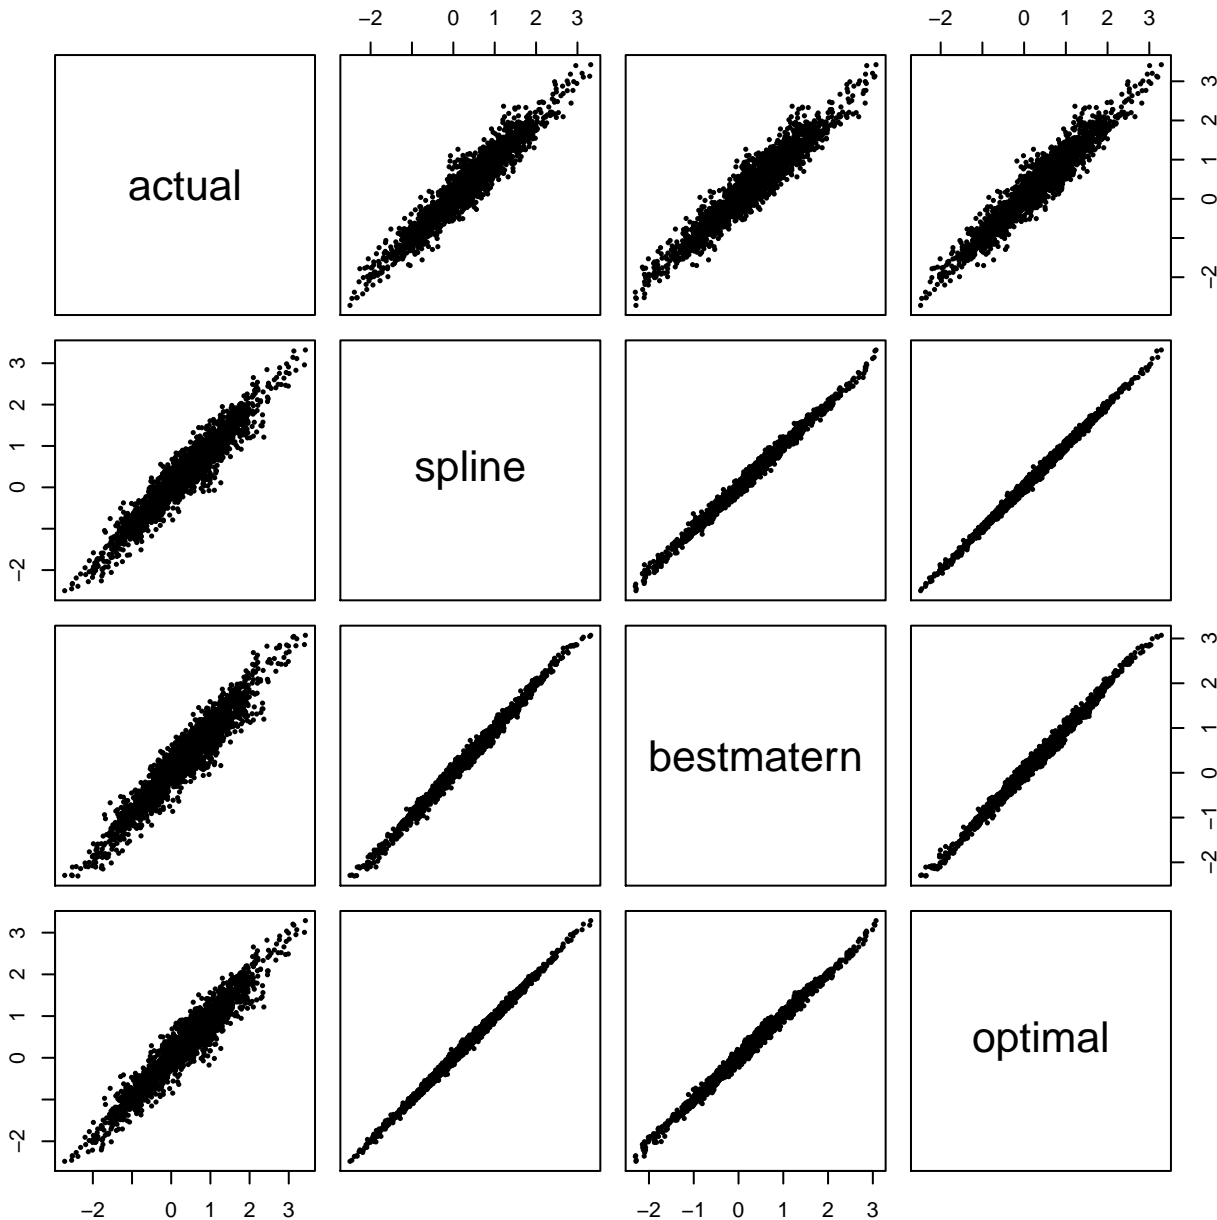 −2 0 1 2 3 −2 0 1 2 3
actual
−2 0 1 2 3
−2 0 1 2 3
spline
bestmatern
−2 −1 0 1 2 3
−2 0 1 2 3
optimal
−2 0 1 2 3 −2 −1 0 1 2 3